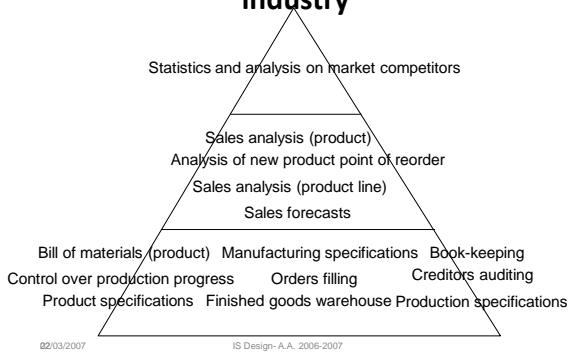 Industry
Statistics and analysis on market competitors
Sales analysis (product)
Analysis of new product point of reorder
Sales analysis (product line)
Sales forecasts
Bill of materials (product) Manufacturing specifications Book-keeping
Control over production progress Orders filling Creditors auditing
Product specifications Finished goods warehouse Production specifications
/03/2007 IS Design- A.A. 2006-2007